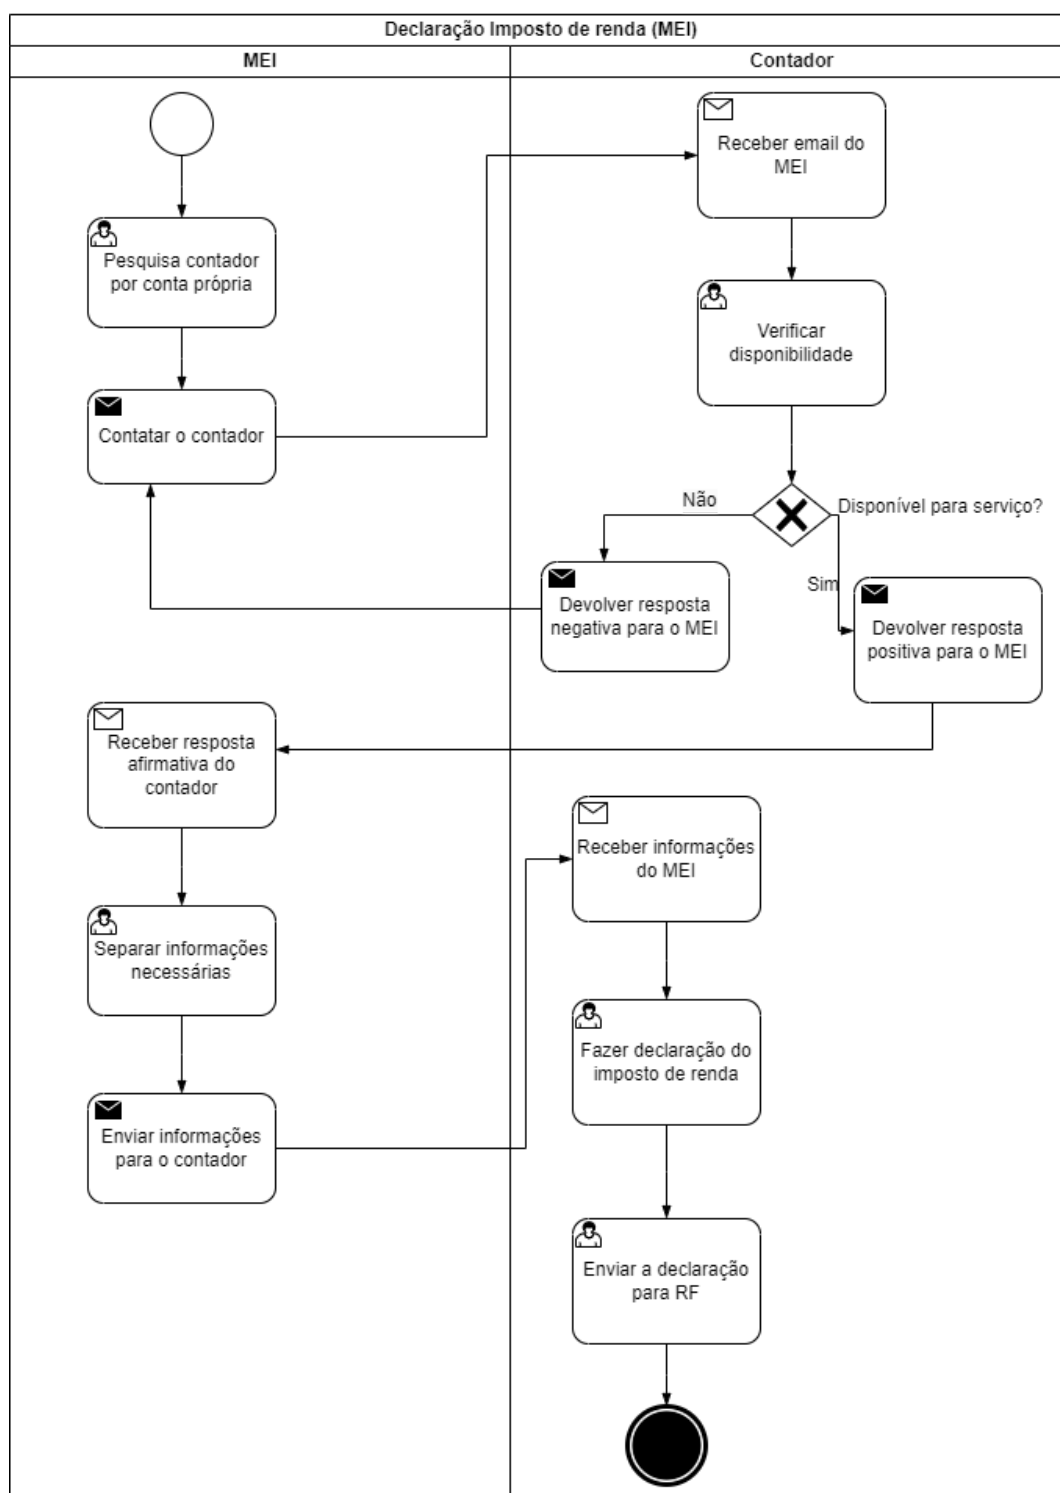 Declaração Imposto de renda (MEI)
MEI
Contador
Receber email do
MEI
Pesquisa contador
por conta própria
Verificar
disponibilidade
Contatar o contador
Não
Disponível para serviço?
Sim
Devolver resposta
negativa para o MEI
Devolver resposta
positiva para o MEI
Receber resposta
afirmativa do
contador
Receber informações
do MEI
Separar informações
necessárias
Fazer declaração do
imposto de renda
Enviar informações
para o contador
Enviar a declaração
para RF